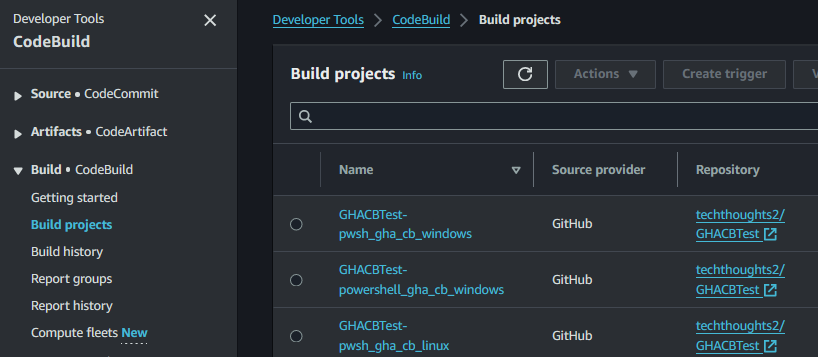 Developer Tools
CodeBuild
Source • CodeCommit
Artifacts • CodeArtifact
Build • CodeBuild
Getting started
Build projects
Build history
Report groups
Report history
Compute fleets New
Developer Tools > CodeBuild > Build projects
Build projects Info
Actions
Create trigger
Name
Source provider
Repository
GHACBTest-
pwsh_gha_cb_windows
GitHub
techthoughts2/
GHACBTest
GHACBTest-
powershell_gha_cb_windows
GitHub
techthoughts2/
GHACBTest
GHACBTest-
pwsh_gha_cb_linux
GitHub
techthoughts2/
GHACBTest